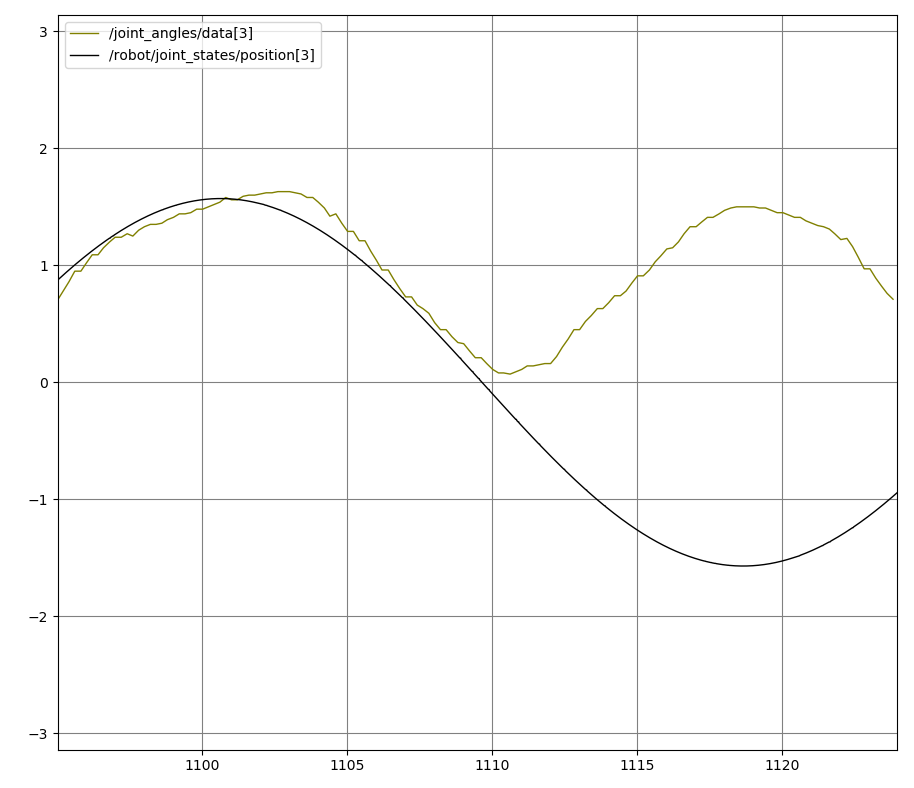 /joint_angles/data[3]
/robot/joint_states/position[3]
3
2
1
0
−1
−2
−3
1100 1105 1110 1115 1120